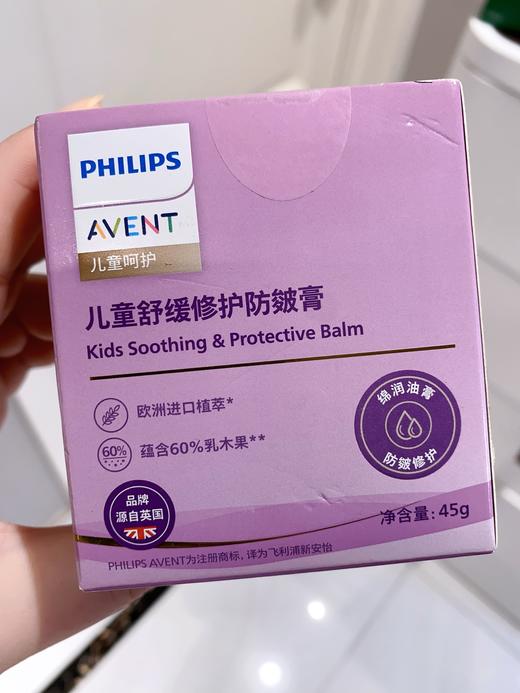 PHILIPS
AVENT
儿童呵护
儿童舒缓修护防皴膏
Kids Soothing & Protective Balm
欧洲进口植萃*
60%
蕴含60%乳木果**
绵润油膏
防皴修护
品牌
源自英国
净含量: 45g
PHILIPS AVENT为注册商标, 译为飞利浦新安怡